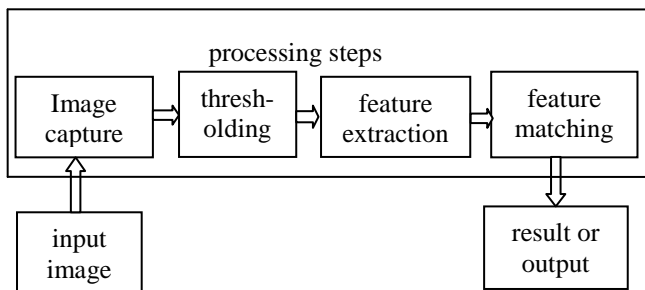 processing steps
Image
capture
thresh-
olding
feature
extraction
feature
matching
input
image
result or
output